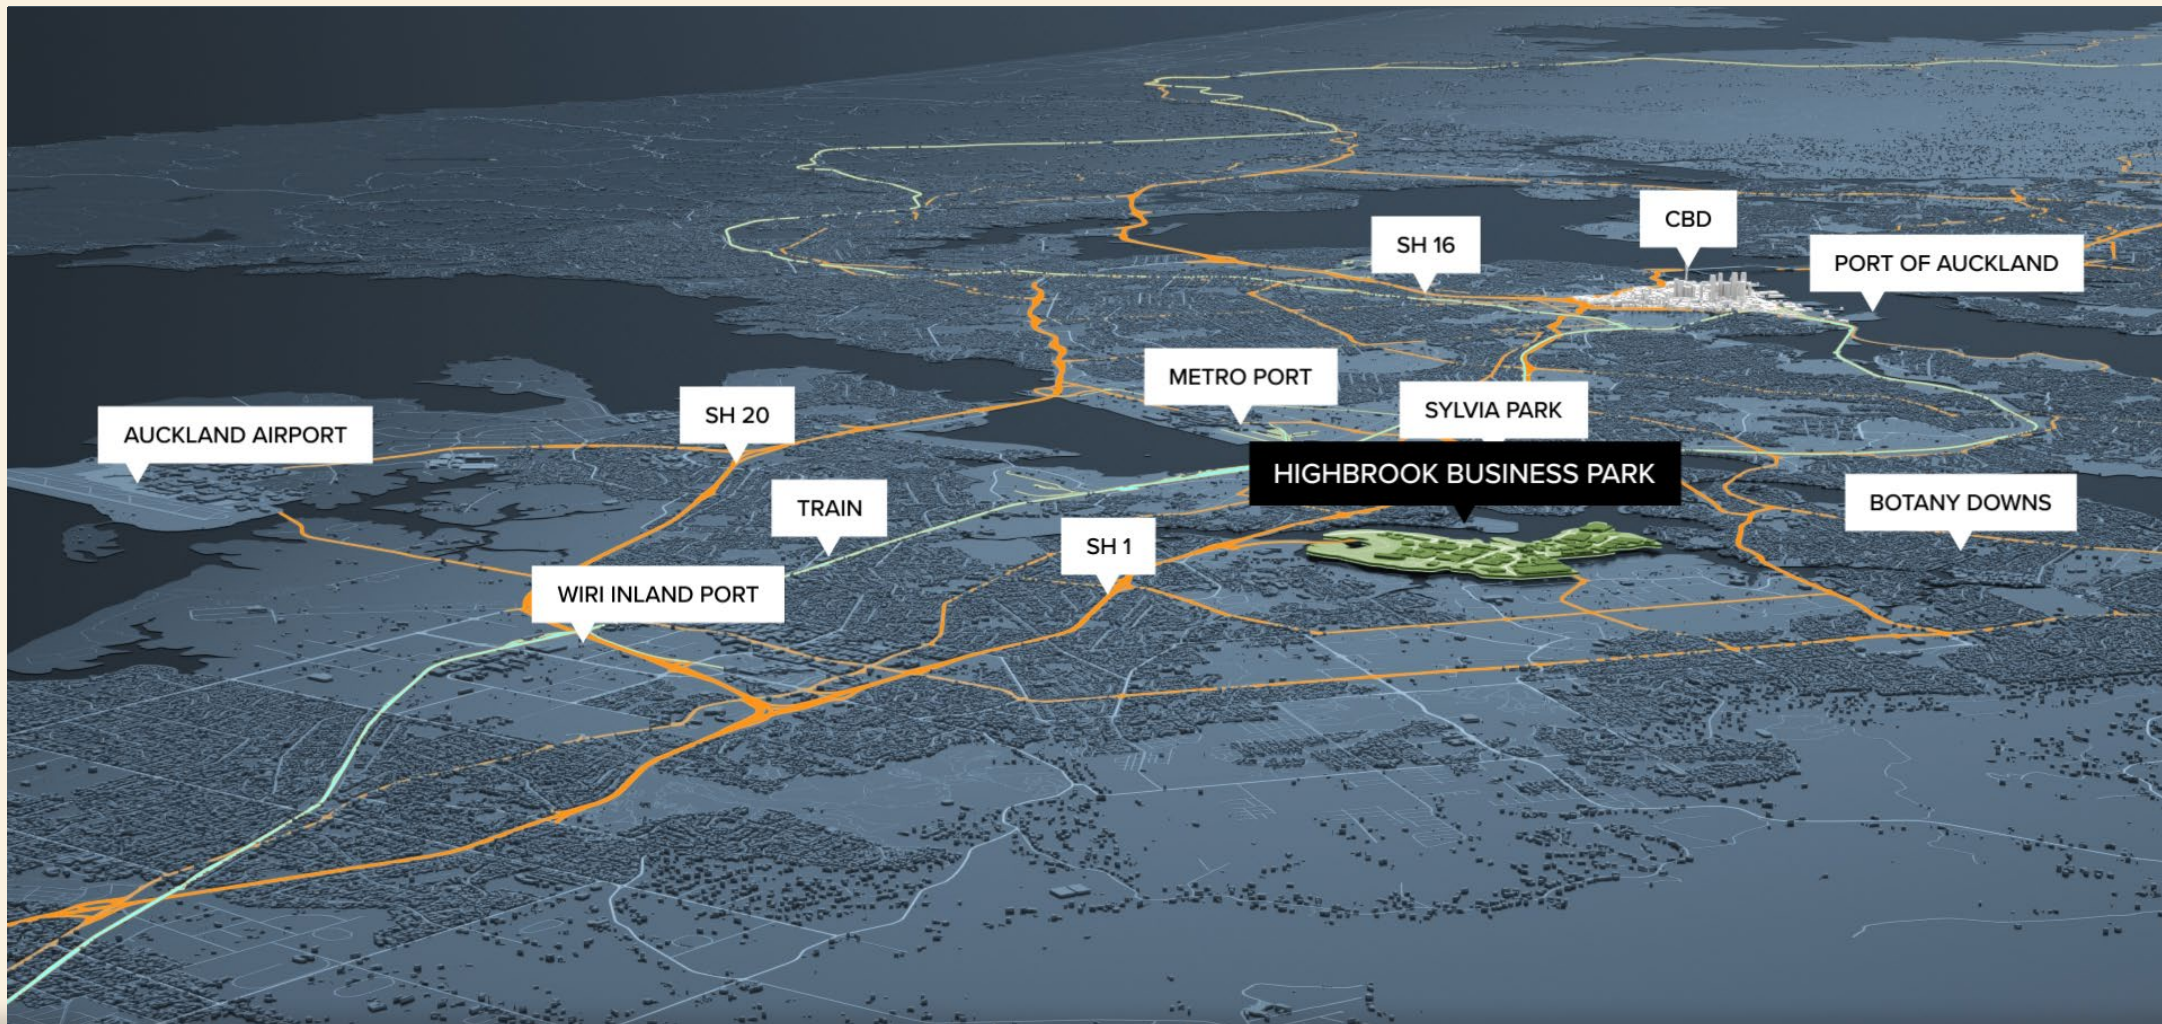 CBD
SH 16
PORT OF AUCKLAND
METRO PORT
SYLVIA PARK
SH 20
AUCKLAND AIRPORT
HIGHBROOK BUSINESS PARK
BOTANY DOWNS
TRAIN
SH 1
WIRI INLAND PORT